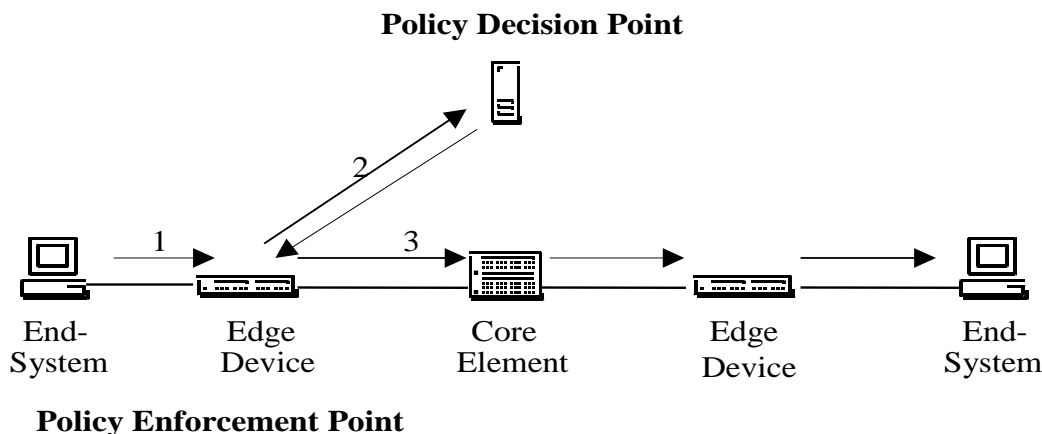 Policy Decision Point
2
1
3
End-
System
Edge
Device
Core
Element
Edge
Device
End-
System
Policy Enforcement Point